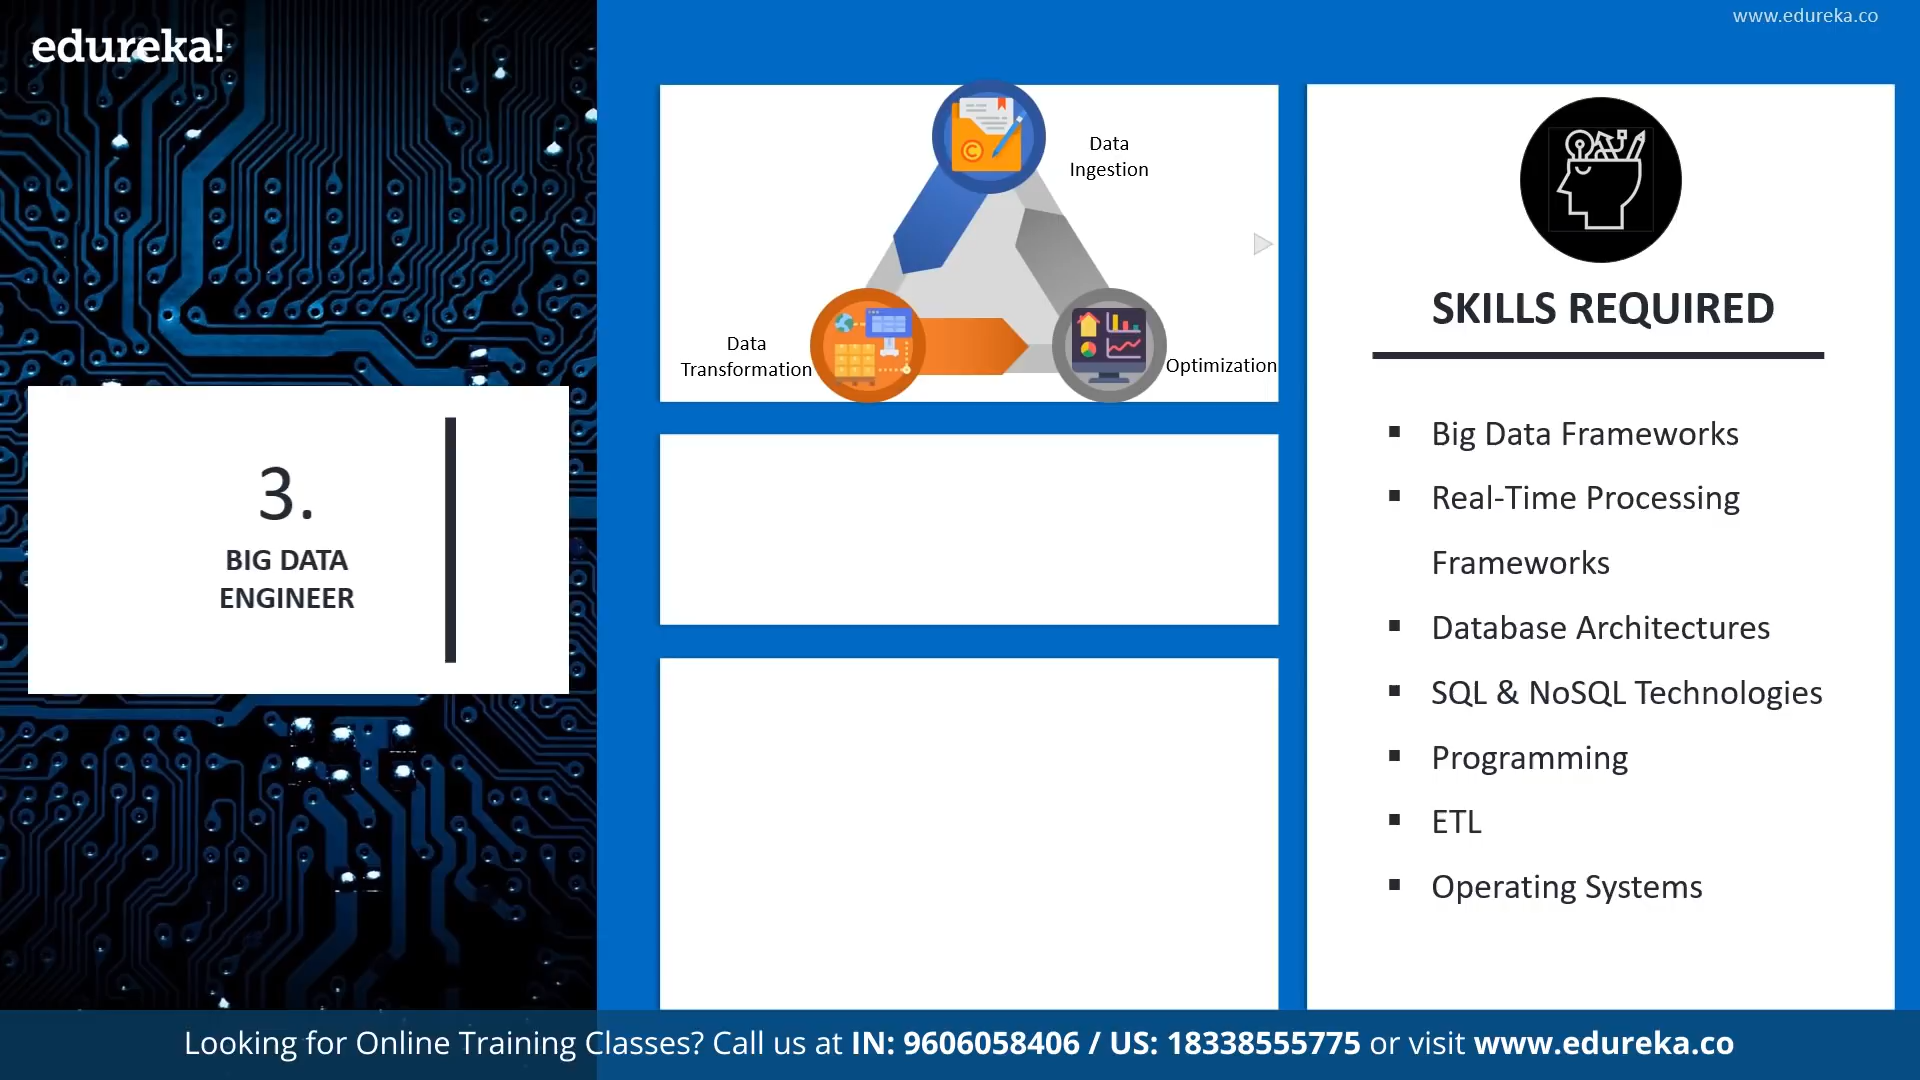 edureka!
www.edureka.co
3.
BIG DATA
ENGINEER
Data
Ingestion
Data
Transformation
Optimization
SKILLS REQUIRED
▪ Big Data Frameworks
▪ Real-Time Processing
Frameworks
▪ Database Architectures
▪ SQL & NoSQL Technologies
▪ Programming
▪ ETL
▪ Operating Systems
Looking for Online Training Classes? Call us at IN: 9606058406 / US: 18338555775 or visit www.edureka.co